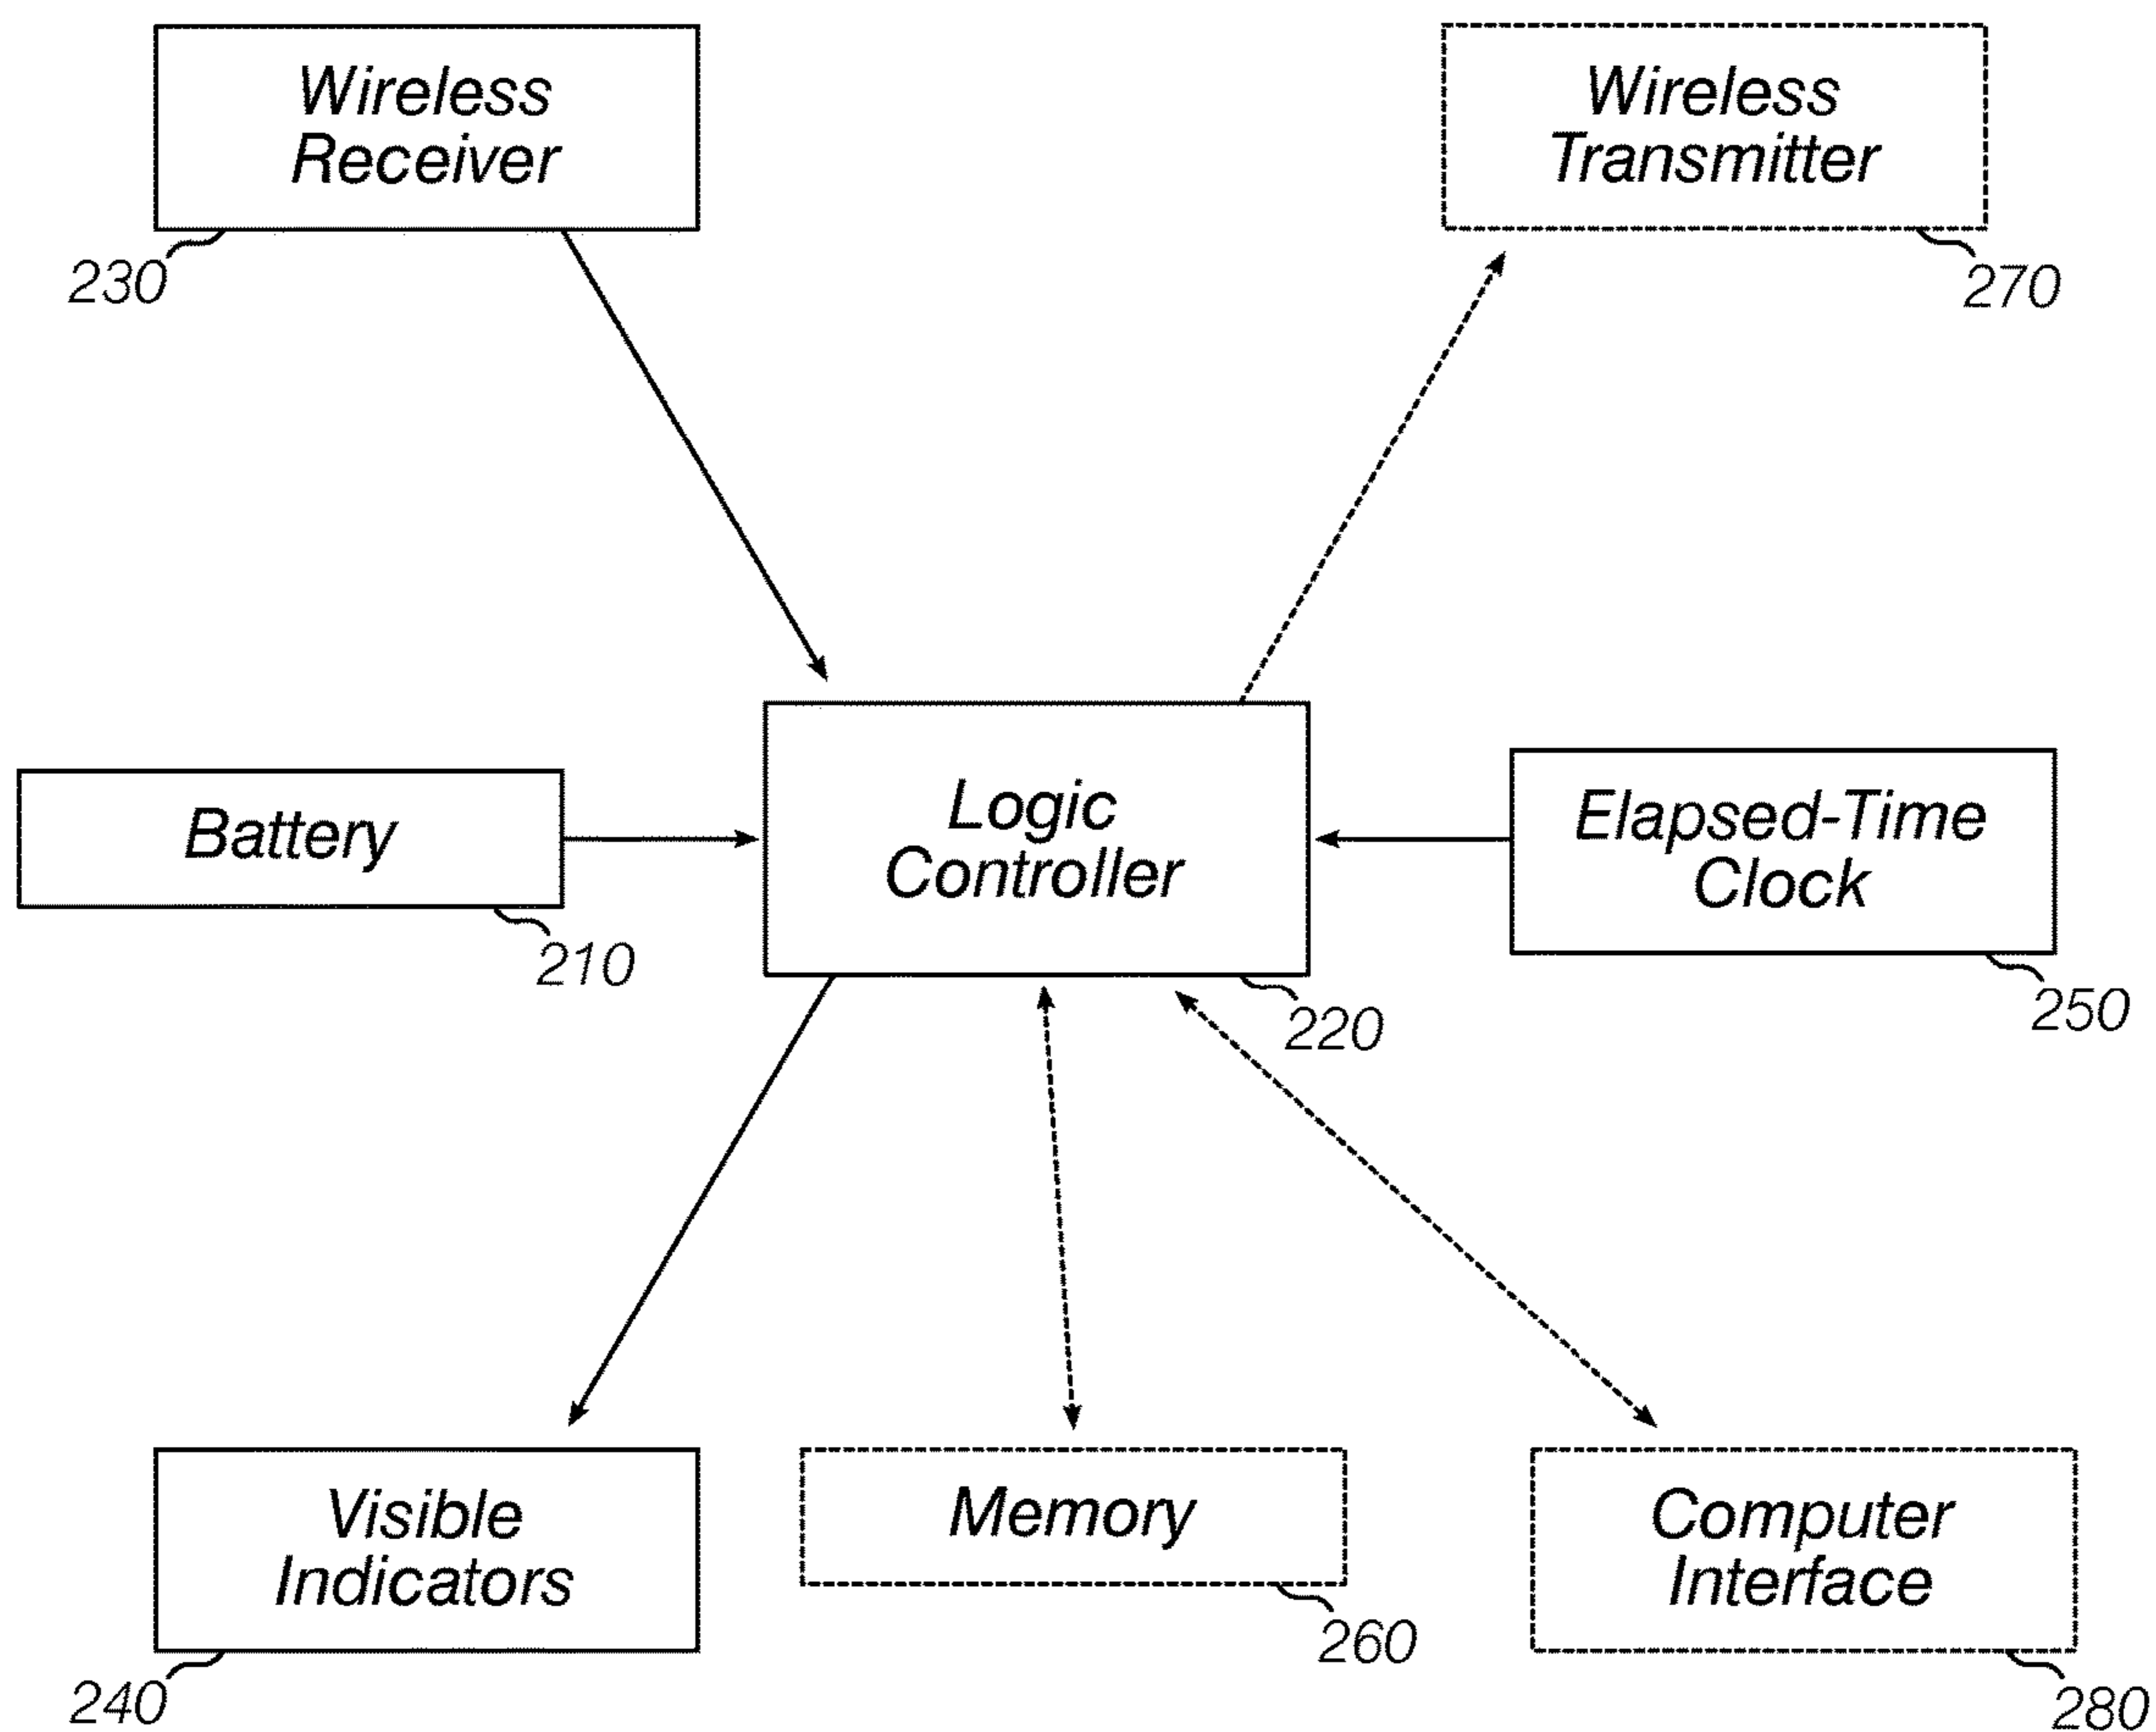 Wireless
Receiver
230
Wireless
Transmitter
270
Battery
210
Logic
Controller
220
Elapsed-Time
Clock
250
Visible
Indicators
240
Memory
260
Computer
Interface
280